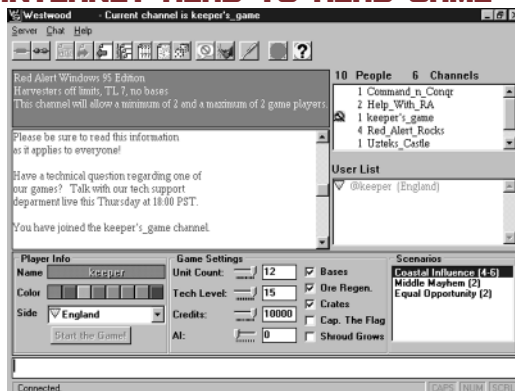 INTERNET HEAD TO HEAD GAME
Westwood - Current channel is keeper's_game
Server Chat Help
Red Alert Windows 95 Edition
Harvesters off limits, TL 7, no bases
This channel will allow a minimum of 2 and a maximum of 2 game players.
10 People 6 Channels
1 Command_n_Conqr
2 Help_With_RA
1 keeper's_game
4 Red_Alert_Rocks
1 Uzteks_Castle
Please be sure to read this information
as it applies to everyone!
Have a technical question regarding one of
our games? Talk with our tech support
deparment live this Thursday at 18:00 PST.
You have joined the keeper's_game channel.
User List
@keeper (England)
Player Info
Name keeper
Color
Side England
Start the Game!
Game Settings
Unit Count: 12
Tech Level: 15
Credits: 10000
AI: 0
Bases
Ore Regen.
Crates
Cap. The Flag
Shroud Grows
Scenarios
Coastal Influence (4-6)
Middle Mayhem (2)
Equal Opportunity (2)
Connected
CAPS NUM SCRL